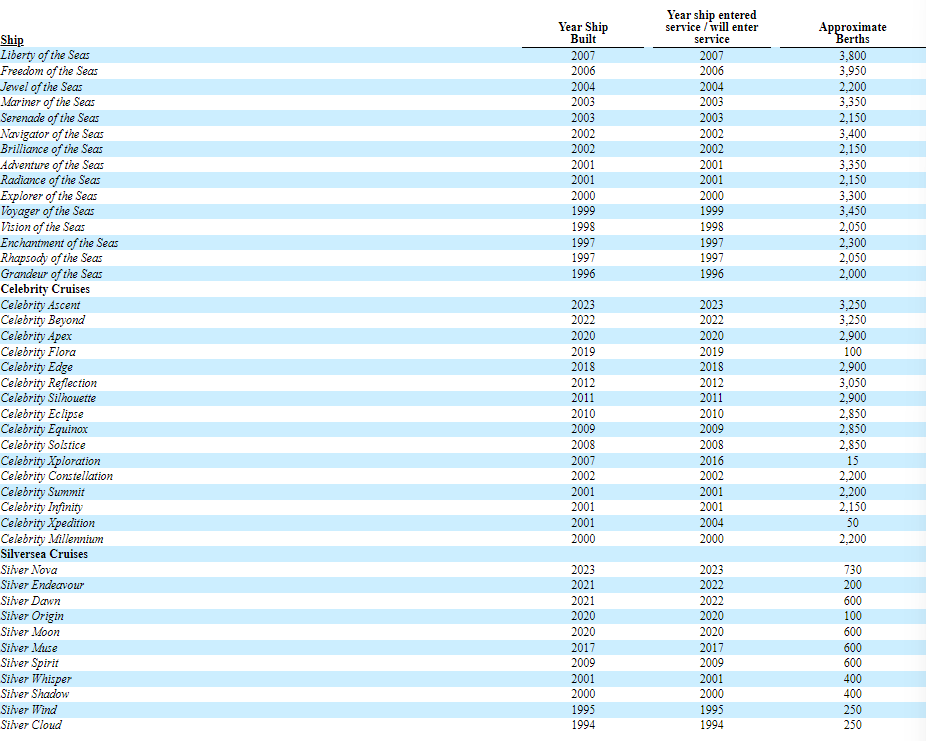 Ship Year Ship Built Year ship entered service / will enter service Approximate Berths
Liberty of the Seas 2007 2007 3,800
Freedom of the Seas 2006 2006 3,950
Jewel of the Seas 2004 2004 2,200
Mariner of the Seas 2003 2003 3,350
Serenade of the Seas 2003 2003 2,150
Navigator of the Seas 2002 2002 3,400
Brilliance of the Seas 2002 2002 2,150
Adventure of the Seas 2001 2001 3,350
Radiance of the Seas 2001 2001 2,150
Explorer of the Seas 2000 2000 3,300
Voyager of the Seas 1999 1999 3,450
Vision of the Seas 1998 1998 2,050
Enchantment of the Seas 1997 1997 2,300
Rhapsody of the Seas 1997 1997 2,050
Grandeur of the Seas 1996 1996 2,000
Celebrity Cruises
Celebrity Ascent 2023 2023 3,250
Celebrity Beyond 2022 2022 3,250
Celebrity Apex 2020 2020 2,900
Celebrity Flora 2019 2019 100
Celebrity Edge 2018 2018 2,900
Celebrity Reflection 2012 2012 3,050
Celebrity Silhouette 2011 2011 2,900
Celebrity Eclipse 2010 2010 2,850
Celebrity Equinox 2009 2009 2,850
Celebrity Solstice 2008 2008 2,850
Celebrity Xploration 2007 2016 15
Celebrity Constellation 2002 2002 2,200
Celebrity Summit 2001 2001 2,200
Celebrity Infinity 2001 2001 2,150
Celebrity Xpedition 2001 2004 50
Celebrity Millennium 2000 2000 2,200
Silversea Cruises
Silver Nova 2023 2023 730
Silver Endeavour 2021 2022 200
Silver Dawn 2021 2022 600
Silver Origin 2020 2020 100
Silver Moon 2020 2020 600
Silver Muse 2017 2017 600
Silver Spirit 2009 2009 600
Silver Whisper 2001 2001 400
Silver Shadow 2000 2000 400
Silver Wind 1995 1995 250
Silver Cloud 1994 1994 250